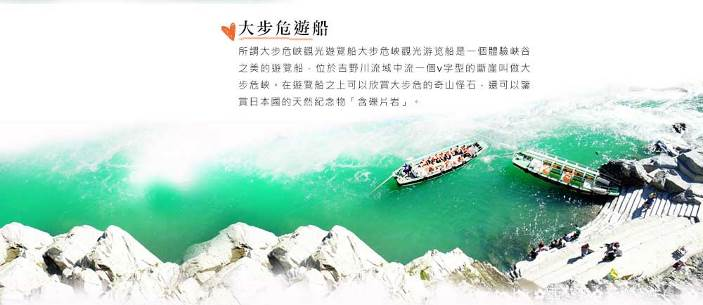 大步危遊船
所謂大步危峽觀光遊覽船大步危峽觀光游览船是一個體驗峽谷
之美的遊覽船，位於吉野川流域中流一個v字型的斷崖叫做大
步危峽。在遊覽船之上可以欣賞大步危的奇山怪石，還可以鑒
賞日本國的天然紀念物「含礫片岩」。